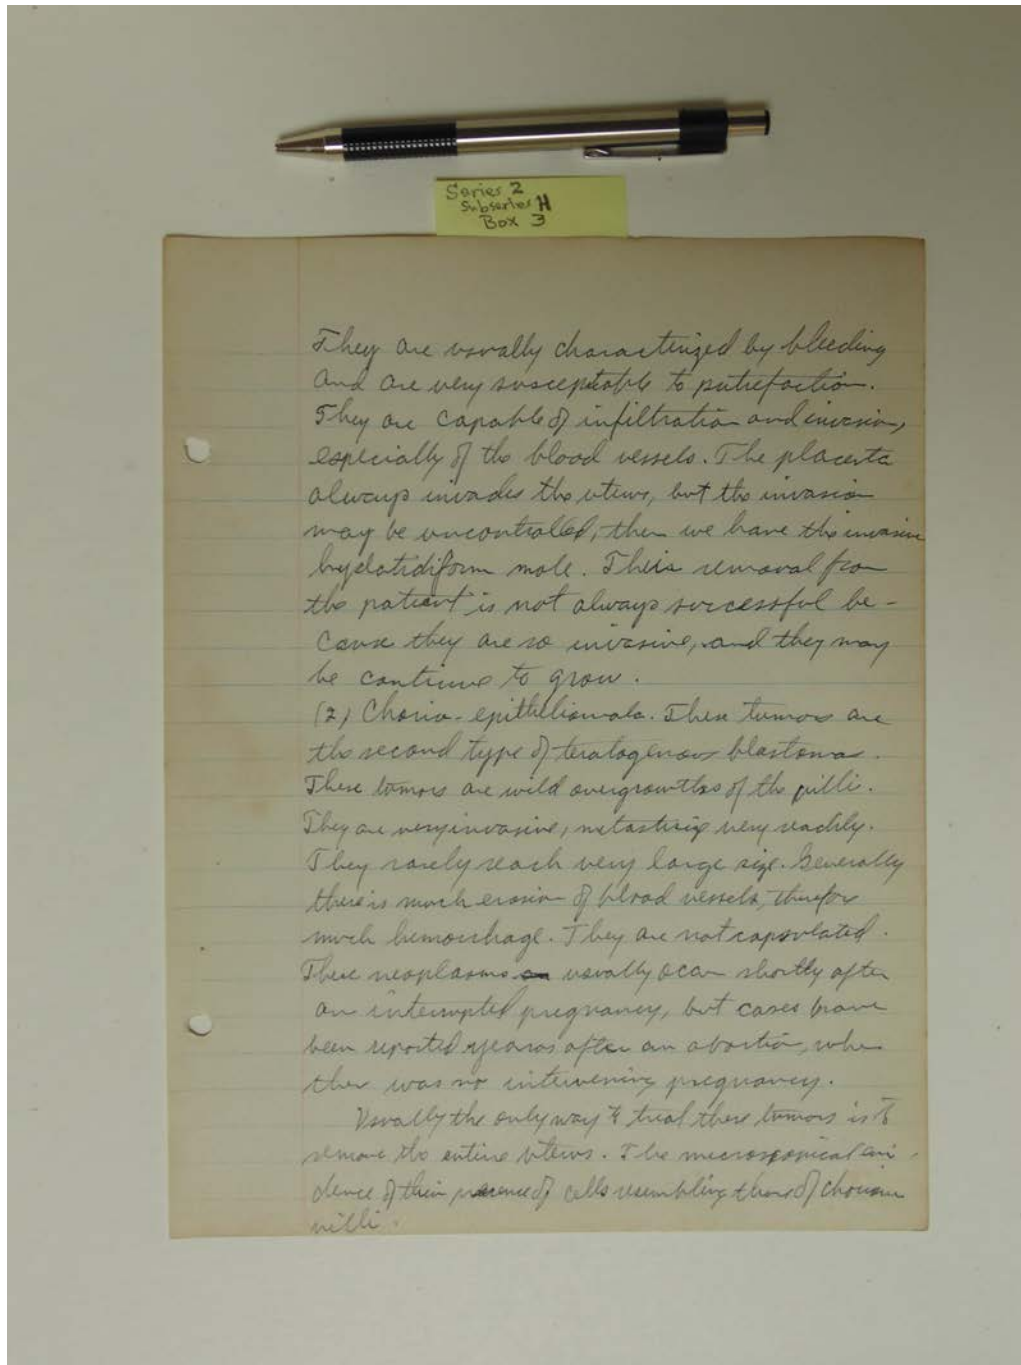 Series 2
Subseries H
Box 3
They are usually characterized by bleeding
and are very susceptable to putrefaction.
They are capable of infiltration and invasion,
especially of the blood vessels. The placenta
always invades the uterus, but the invasion
may be uncontrolled, then we have the invasive
hydatidiform mole. Their removal from
the patient is not always successful be-
cause they are so invasive, and they may
be continue to grow.
(2) Chorio-epitheliomala. These tumors are
the second type of teratogenous blastoma.
These tumors are wild overgrowths of the villi.
They are very invasive, very readily.
They rarely reach very large size. Generally
there is much erosion of blood vessels, therefor
much hemorrhage. They are not capsulated.
These neoplasms usually occur shortly after
an interrupted pregnancy, but cases have
been reported years after an abortion, when
ther was no intervening pregnancy.
Usually the only way to treat these tumors is to
remove the entire uterus. The microscopical evi-
dence of their of cells resembling those of chorion
villi.